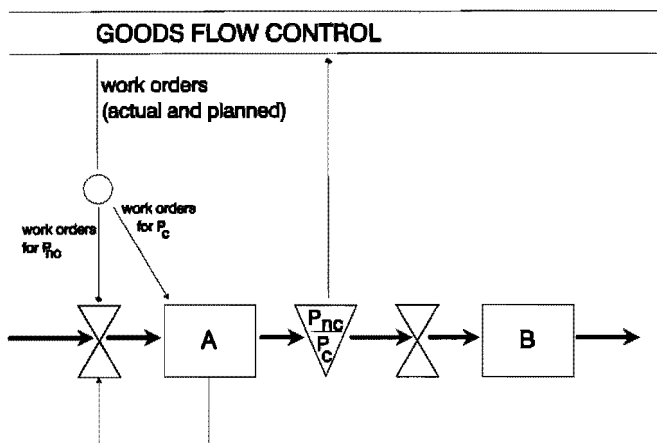 GOODS FLOW CONTROL
work orders
(actual and planned)
work orders
for P_c
work orders
for P_nc
A
P_nc
P_c
B